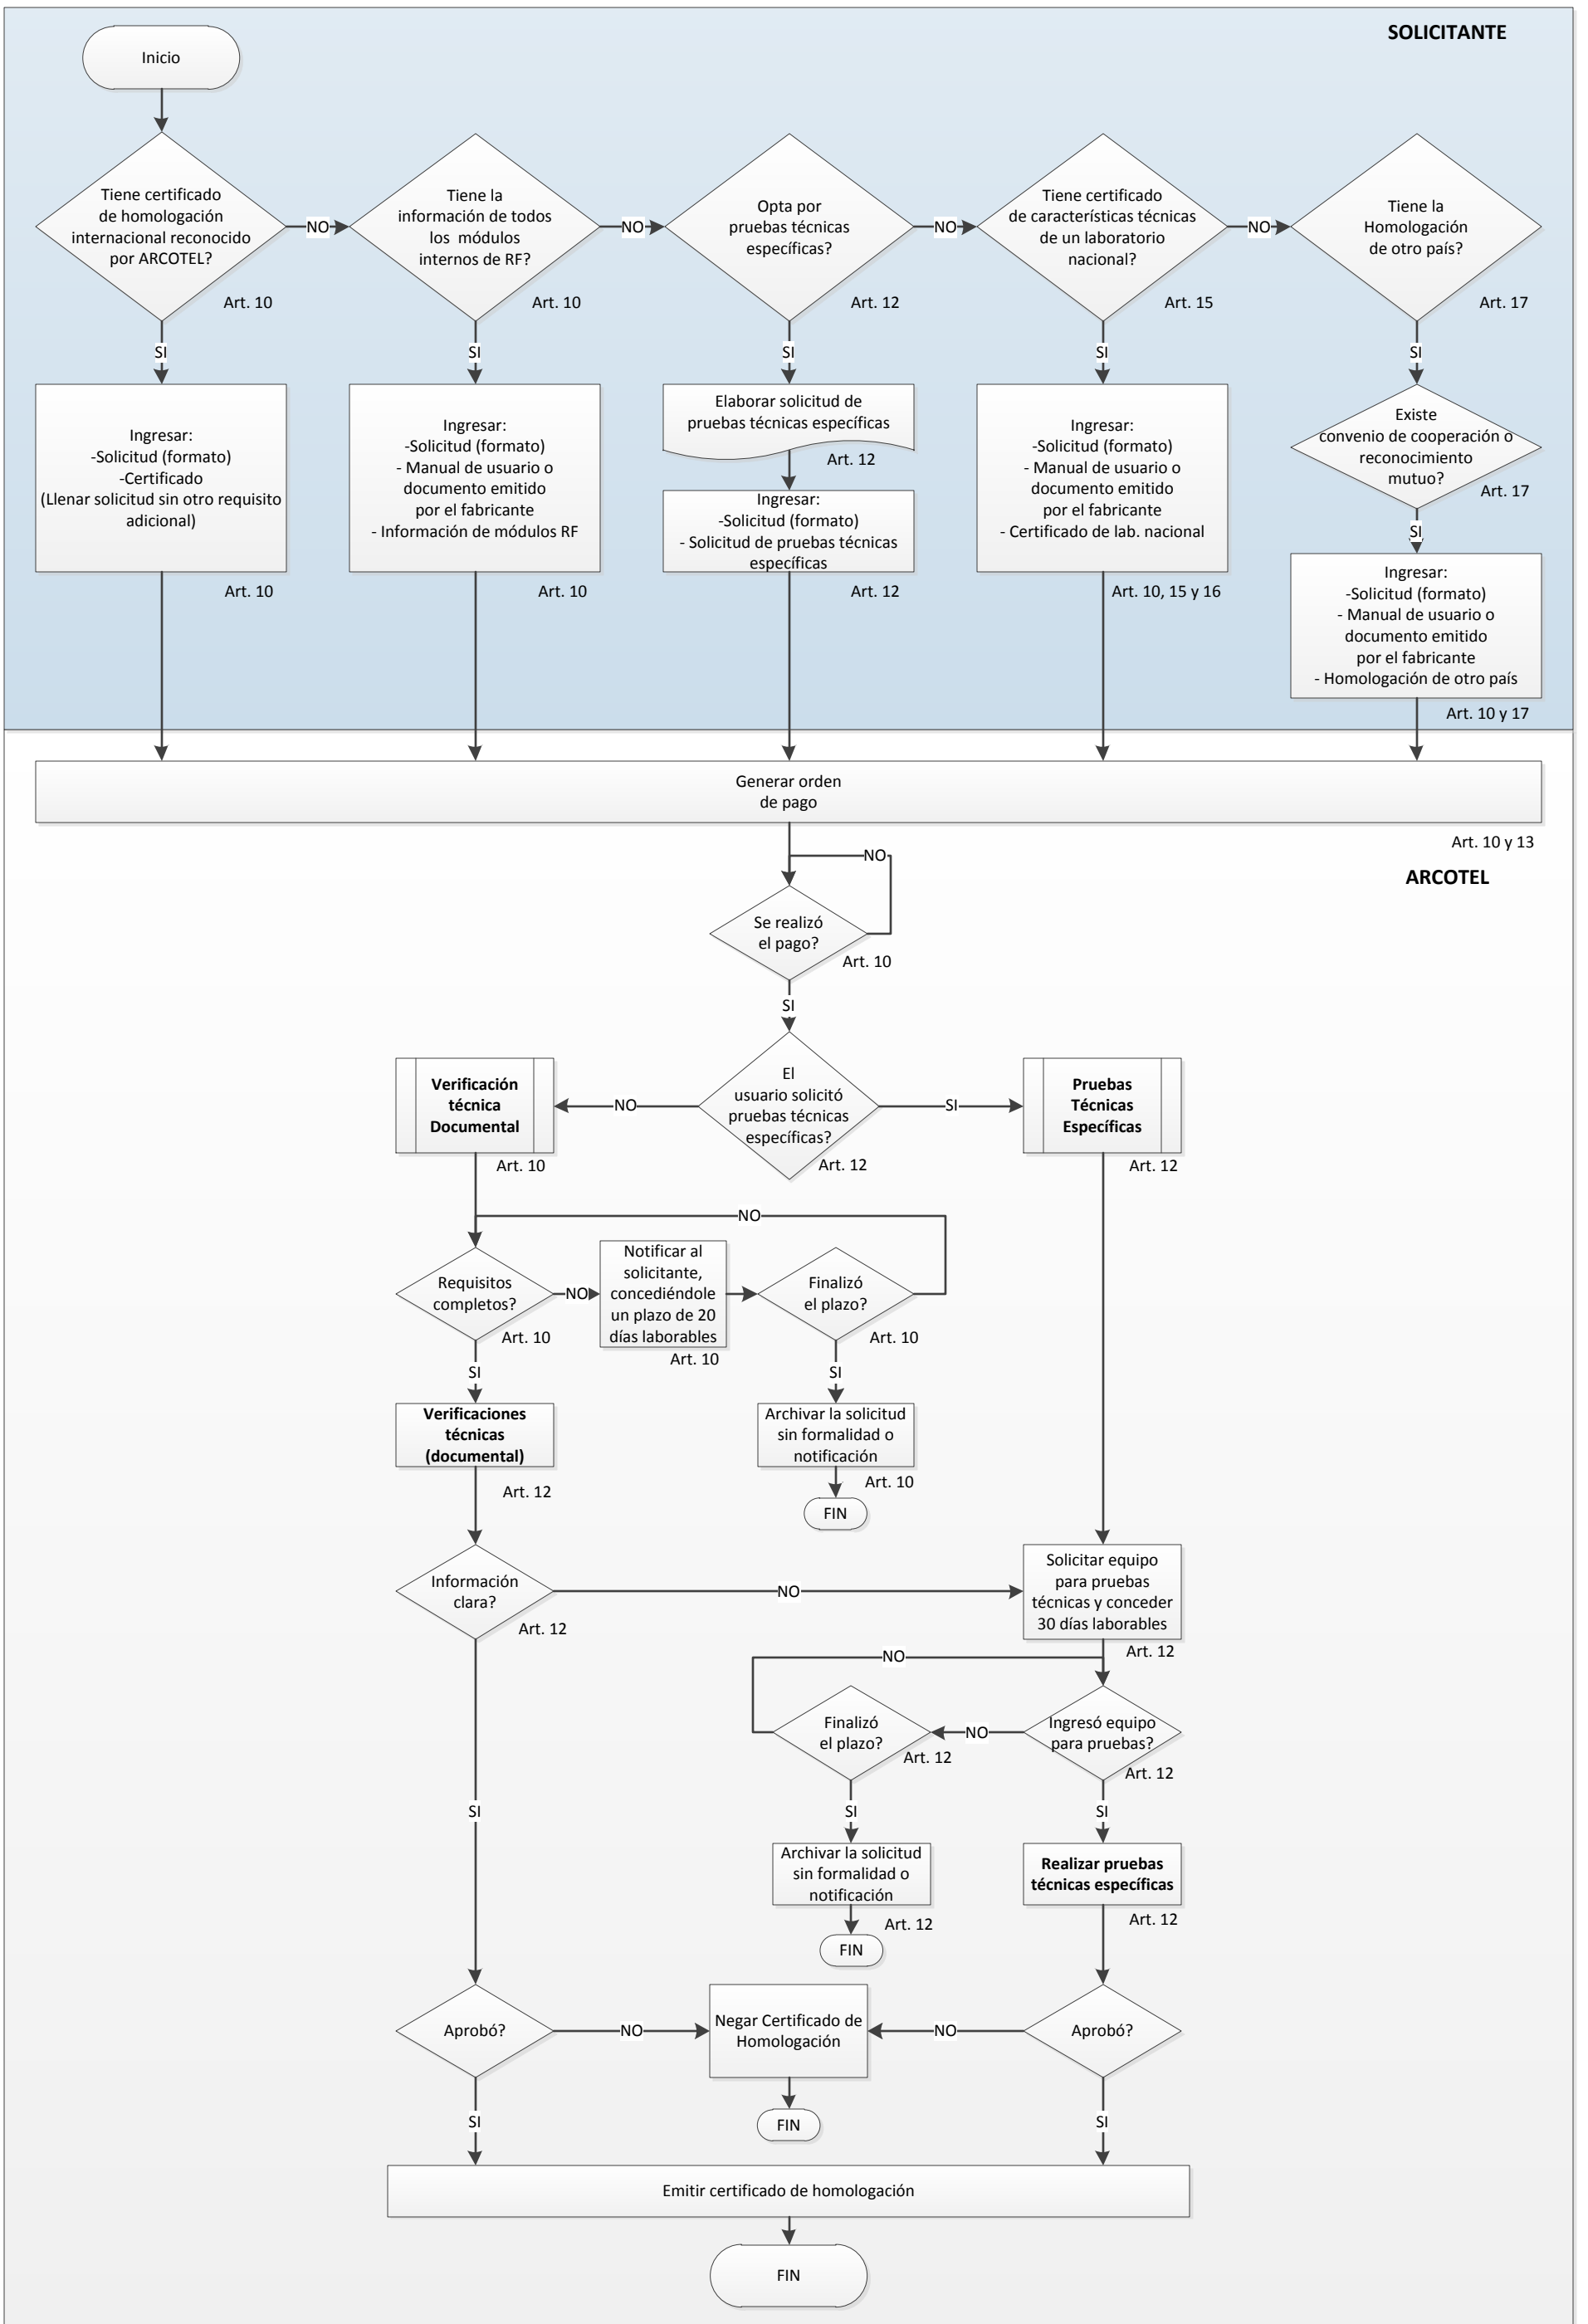 SOLICITANTE
Inicio
Tiene certificado
de homologación
internacional reconocido
por ARCOTEL?
Art. 10
NO
Tiene la
información de todos
los módulos
internos de RF?
Art. 10
NO
Opta por
pruebas técnicas
específicas?
Art. 12
NO
Tiene certificado
de características técnicas
de un laboratorio
nacional?
Art. 15
NO
Tiene la
Homologación
de otro país?
Art. 17
SI
SI
SI
SI
SI
Ingresar:
-Solicitud (formato)
-Certificado
(Llenar solicitud sin otro requisito
adicional)
Art. 10
Ingresar:
-Solicitud (formato)
- Manual de usuario o
documento emitido
por el fabricante
- Información de módulos RF
Art. 10
Elaborar solicitud de
pruebas técnicas específicas
Art. 12
Ingresar:
-Solicitud (formato)
- Solicitud de pruebas técnicas
específicas
Art. 12
Ingresar:
-Solicitud (formato)
- Manual de usuario o
documento emitido
por el fabricante
- Certificado de lab. nacional
Art. 10, 15 y 16
Existe
convenio de cooperación o
reconocimiento
mutuo?
Art. 17
SI
Ingresar:
-Solicitud (formato)
- Manual de usuario o
documento emitido
por el fabricante
- Homologación de otro país
Art. 10 y 17
Generar orden
de pago
Art. 10 y 13
ARCOTEL
NO
Se realizó
el pago?
Art. 10
SI
El
usuario solicitó
pruebas técnicas
específicas?
Art. 12
NO
SI
Verificación
técnica
Documental
Art. 10
Pruebas
Técnicas
Específicas
Art. 12
NO
Requisitos
completos?
Art. 10
NO
Notificar al
solicitante,
concediéndole
un plazo de 20
días laborables
Art. 10
Finalizó
el plazo?
Art. 10
SI
SI
Verificaciones
técnicas
(documental)
Art. 12
Archivar la solicitud
sin formalidad o
notificación
Art. 10
FIN
Información
clara?
Art. 12
NO
Solicitar equipo
para pruebas
técnicas y conceder
30 días laborables
Art. 12
NO
Finalizó
el plazo?
Art. 12
NO
Ingresó equipo
para pruebas?
Art. 12
SI
SI
SI
Archivar la solicitud
sin formalidad o
notificación
Art. 12
FIN
Realizar pruebas
técnicas específicas
Art. 12
Aprobó?
NO
Negar Certificado de
Homologación
NO
Aprobó?
FIN
SI
SI
Emitir certificado de homologación
FIN